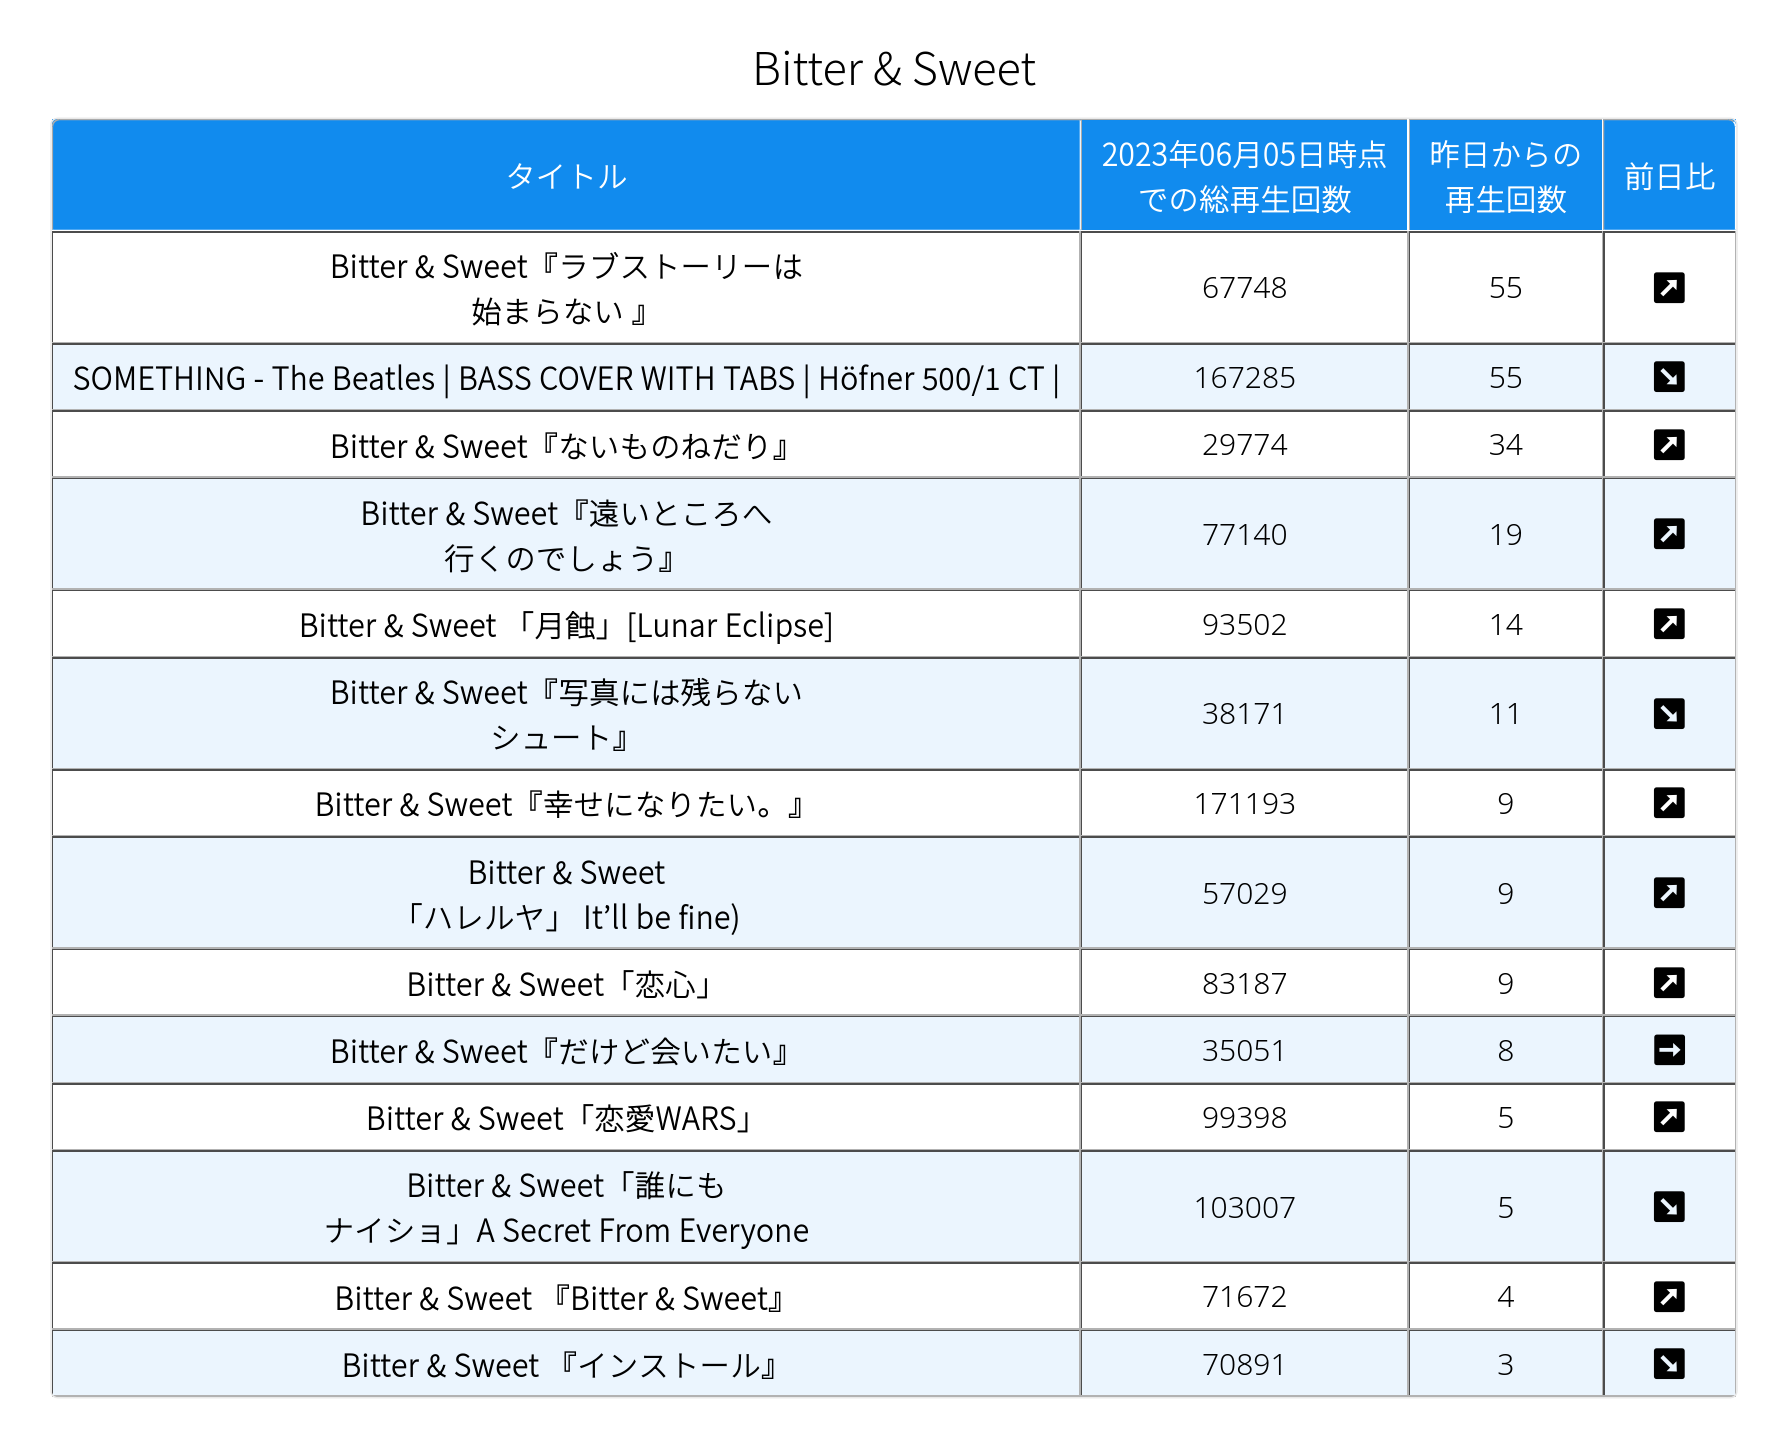 Bitter & Sweet
タイトル
2023年06月05日時点
での総再生回数
昨日からの
再生回数
前日比
Bitter & Sweet『ラブストーリーは
始まらない 』
67748
55
SOMETHING - The Beatles | BASS COVER WITH TABS | Höfner 500/1 CT |
167285
55
Bitter & Sweet『ないものねだり』
29774
34
Bitter & Sweet『遠いところへ
行くのでしょう』
77140
19
Bitter & Sweet 「月蝕」[Lunar Eclipse]
93502
14
Bitter & Sweet『写真には残らない
シュート』
38171
11
Bitter & Sweet『幸せになりたい。』
171193
9
Bitter & Sweet
「ハレルヤ」 It’ll be fine)
57029
9
Bitter & Sweet「恋心」
83187
9
Bitter & Sweet『だけど会いたい』
35051
8
Bitter & Sweet「恋愛WARS」
99398
5
Bitter & Sweet「誰にも
ナイショ」A Secret From Everyone
103007
5
Bitter & Sweet 『Bitter & Sweet』
71672
4
Bitter & Sweet 『インストール』
70891
3